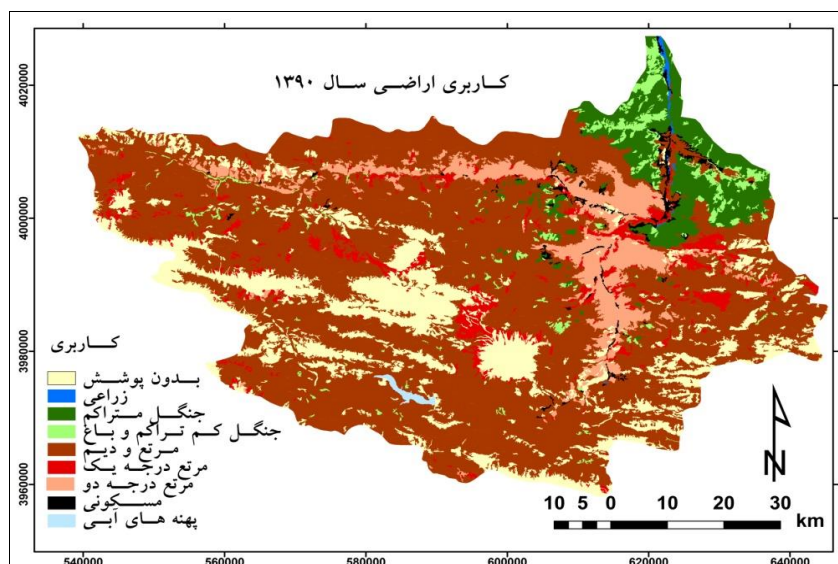 کاربری اراضی سال ۱۳۹۰
4020000
4000000
3980000
3960000
کاربری
بدون پوشش
زراعی
جنگل متراکم
جنگل کم تراکم و باغ
مرتع و دیم
مرتع درجه یک
مرتع درجه دو
مسکونی
پهنه های آبی
N
10 5 0 10 20 30
km
540000 560000 580000 600000 620000 640000